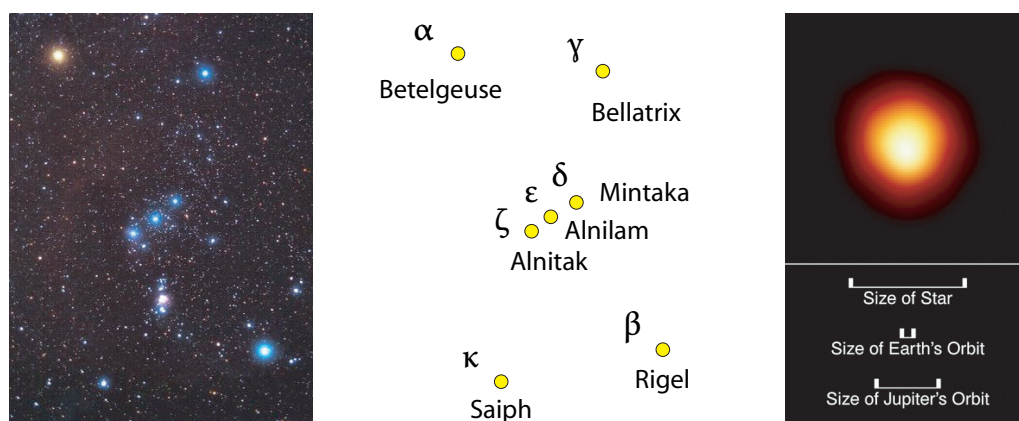 α
Betelgeuse
γ
Bellatrix
δ
Mintaka
ε
Alnilam
ζ
Alnitak
β
Rigel
κ
Saiph
Size of Star
Size of Earth's Orbit
Size of Jupiter's Orbit